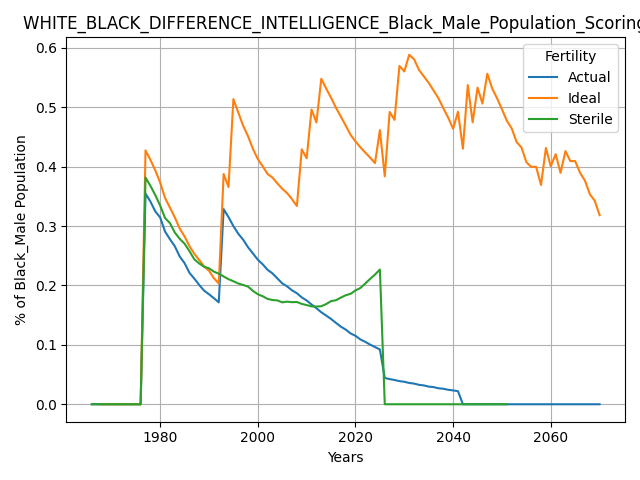 WHITE_BLACK_DIFFERENCE_INTELLIGENCE_Black_Male_Population_Scoring
0.6
0.5
0.4
0.3
0.2
0.1
0.0
% of Black_Male Population
Fertility
Actual
Ideal
Sterile
1980 2000 2020 2040 2060
Years